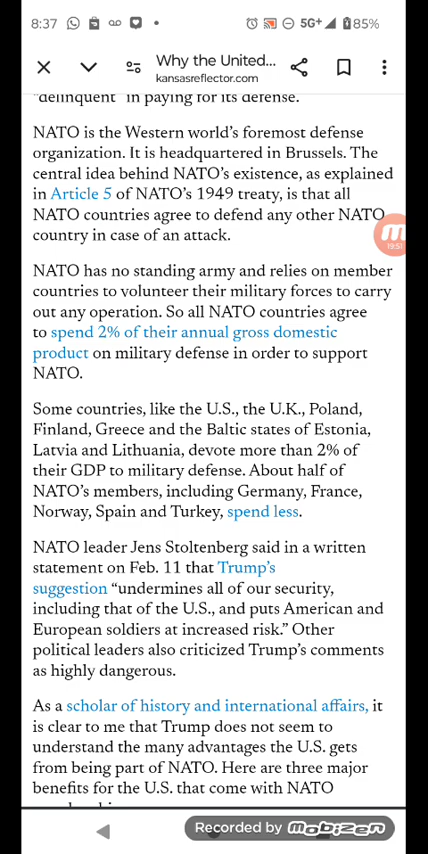 8:37
5G+ 85%
Why the United...
kansasreflector.com
"delinquent" in paying for its defense.
NATO is the Western world's foremost defense
organization. It is headquartered in Brussels. The
central idea behind NATO's existence, as explained
in Article 5 of NATO's 1949 treaty, is that all
NATO countries agree to defend any other NATO
country in case of an attack.
19:51
NATO has no standing army and relies on member
countries to volunteer their military forces to carry
out any operation. So all NATO countries agree
to spend 2% of their annual gross domestic
product on military defense in order to support
NATO.
Some countries, like the U.S., the U.K., Poland,
Finland, Greece and the Baltic states of Estonia,
Latvia and Lithuania, devote more than 2% of
their GDP to military defense. About half of
NATO's members, including Germany, France,
Norway, Spain and Turkey, spend less.
NATO leader Jens Stoltenberg said in a written
statement on Feb. 11 that Trump's
suggestion "undermines all of our security,
including that of the U.S., and puts American and
European soldiers at increased risk." Other
political leaders also criticized Trump's comments
as highly dangerous.
As a scholar of history and international affairs, it
is clear to me that Trump does not seem to
understand the many advantages the U.S. gets
from being part of NATO. Here are three major
benefits for the U.S. that come with NATO
Recorded by mobizen